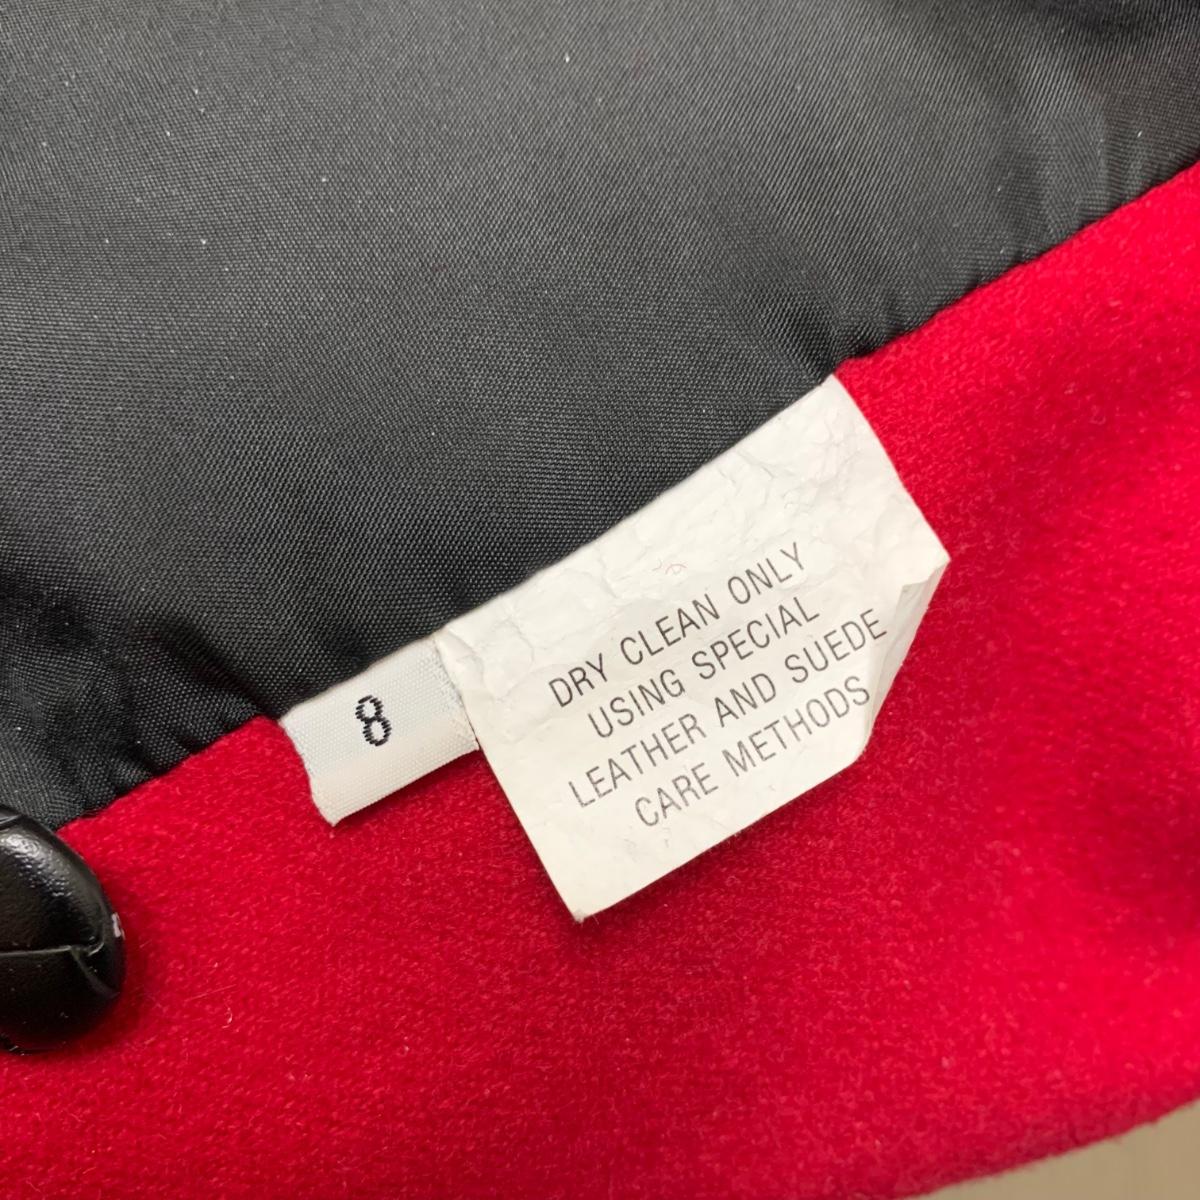 8
DRY CLEAN ONLY
USING SPECIAL
LEATHER AND SUEDE
CARE METHODS